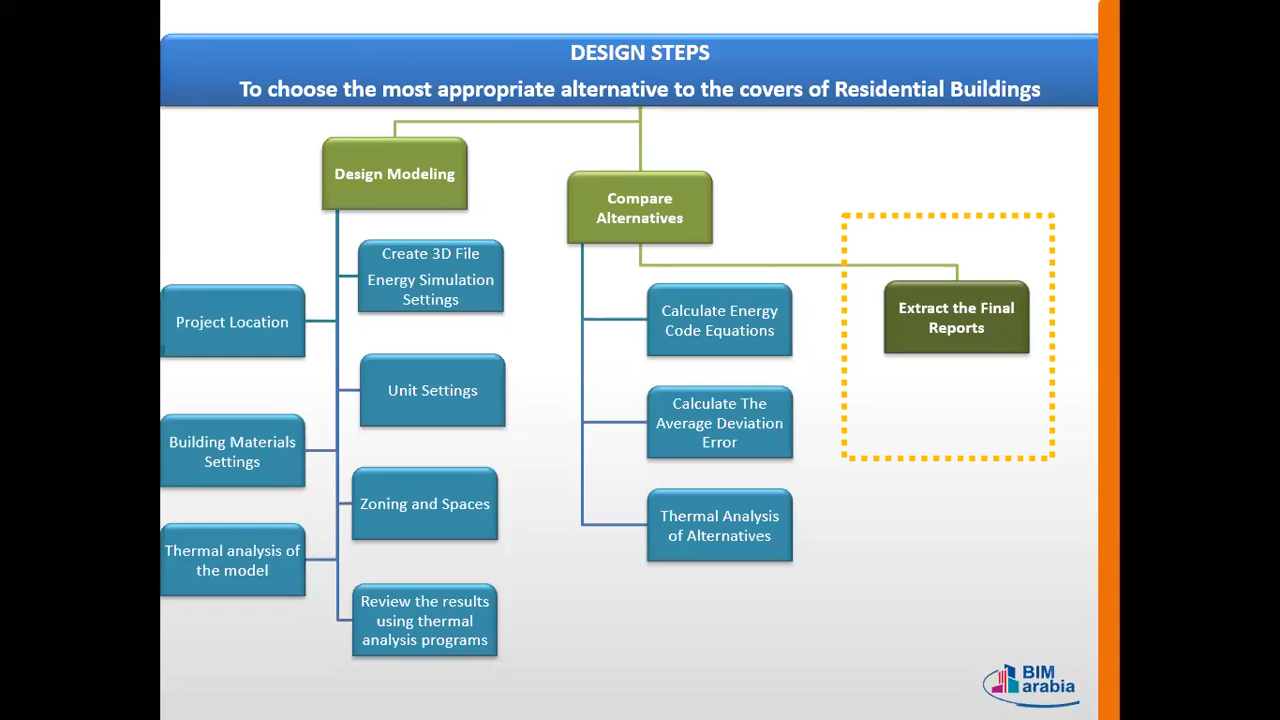 DESIGN STEPS
To choose the most appropriate alternative to the covers of Residential Buildings
Design Modeling
Create 3D File
Energy Simulation
Settings
Project Location
Unit Settings
Building Materials
Settings
Zoning and Spaces
Thermal analysis of
the model
Review the results
using thermal
analysis programs
Compare
Alternatives
Calculate Energy
Code Equations
Calculate The
Average Deviation
Error
Thermal Analysis
of Alternatives
Extract the Final
Reports
BIM
arabia